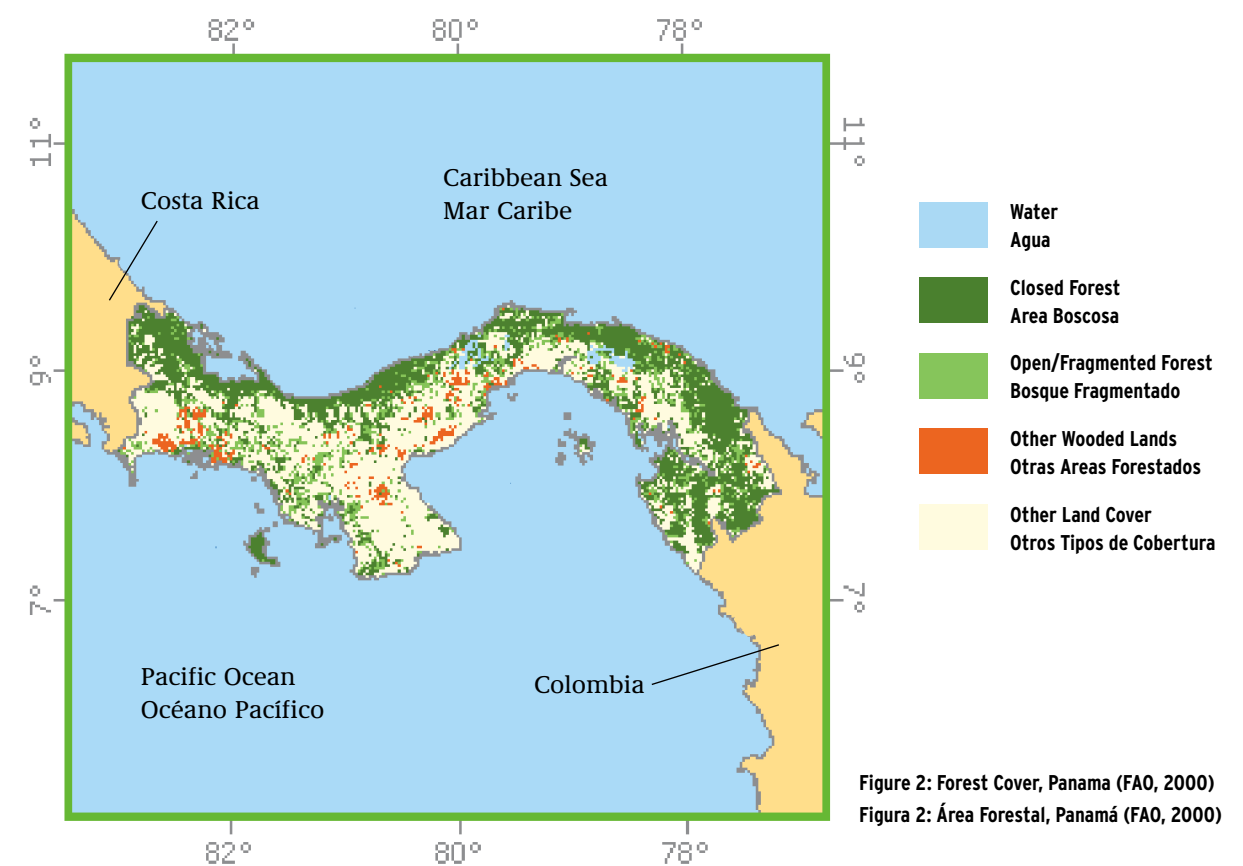 82° 80° 78°
11° 11°
Caribbean Sea
Mar Caribe
Costa Rica
9° 9°
7° 7°
Pacific Ocean
Océano Pacífico
Colombia
82° 80° 78°
Water
Agua
Closed Forest
Area Boscosa
Open/Fragmented Forest
Bosque Fragmentado
Other Wooded Lands
Otras Areas Forestados
Other Land Cover
Otros Tipos de Cobertura
Figure 2: Forest Cover, Panama (FAO, 2000)
Figura 2: Área Forestal, Panamá (FAO, 2000)